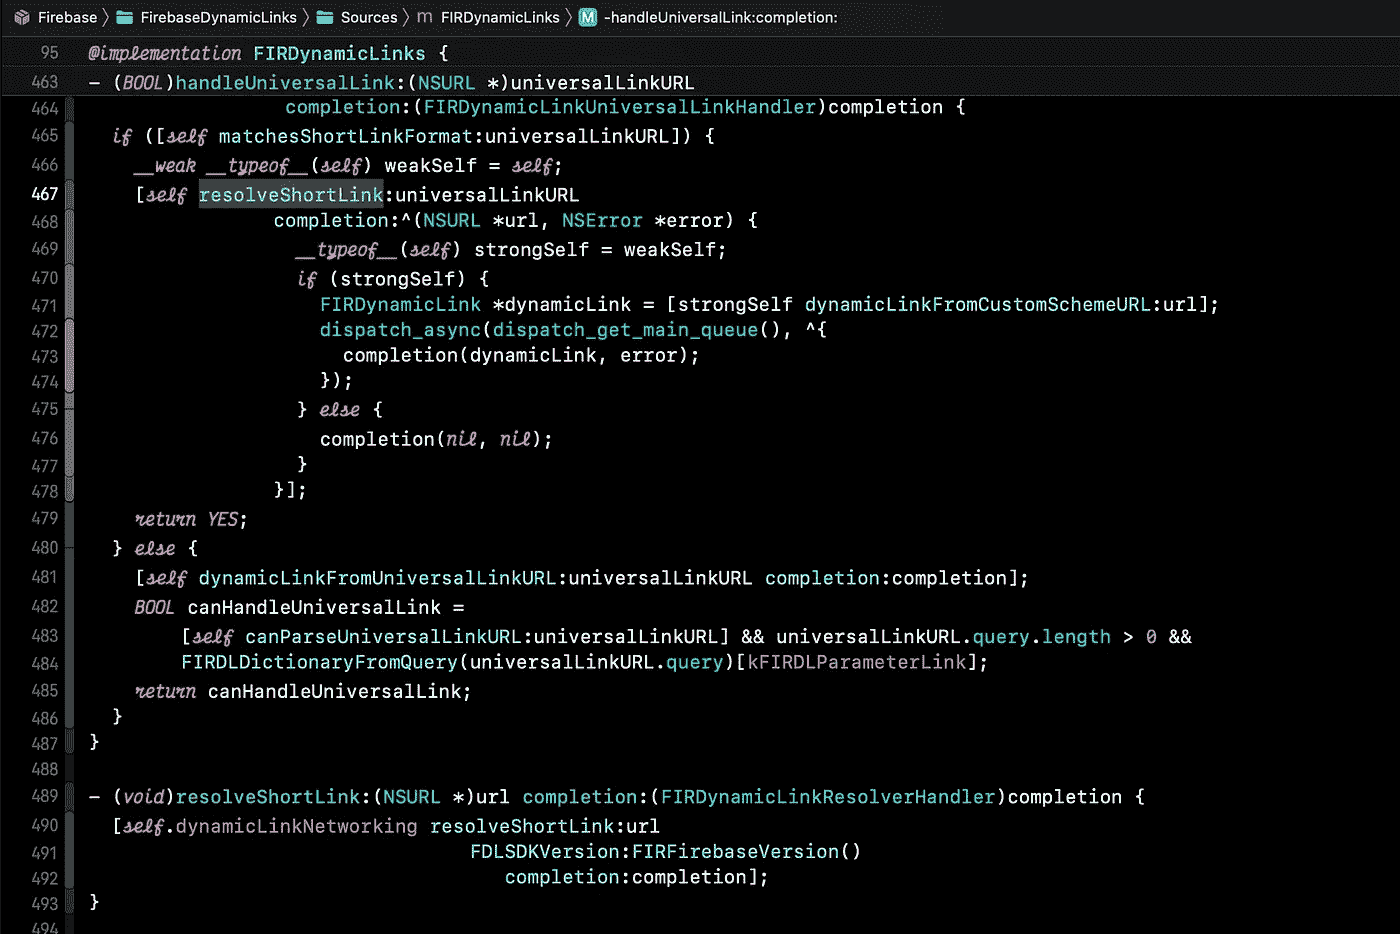 Firebase 〉 FirebaseDynamicLinks 〉 Sources 〉 m FIRDynamicLinks 〉 M -handleUniversalLink:completion:
95 @implementation FIRDynamicLinks {
463 - (BOOL)handleUniversalLink:(NSURL *)universalLinkURL
464 completion:(FIRDynamicLinkUniversalLinkHandler)completion {
465 if ([self matchesShortLinkFormat:universalLinkURL]) {
466 __weak __typeof__(self) weakSelf = self;
467 [self resolveShortLink:universalLinkURL
468 completion:^(NSURL *url, NSError *error) {
469 __typeof__(self) strongSelf = weakSelf;
470 if (strongSelf) {
471 FIRDynamicLink *dynamicLink = [strongSelf dynamicLinkFromCustomSchemeURL:url];
472 dispatch_async(dispatch_get_main_queue(), ^{
473 completion(dynamicLink, error);
474 });
475 } else {
476 completion(nil, nil);
477 }
478 }];
479 return YES;
480 } else {
481 [self dynamicLinkFromUniversalLinkURL:universalLinkURL completion:completion];
482 BOOL canHandleUniversalLink =
483 [self canParseUniversalLinkURL:universalLinkURL] && universalLinkURL.query.length > 0 &&
484 FIRDLDictionaryFromQuery(universalLinkURL.query)[kFIRDLParameterLink];
485 return canHandleUniversalLink;
486 }
487 }
488
489 - (void)resolveShortLink:(NSURL *)url completion:(FIRDynamicLinkResolverHandler)completion {
490 [self.dynamicLinkNetworking resolveShortLink:url
491 FDLSDKVersion:FIRFirebaseVersion()
492 completion:completion];
493 }
494